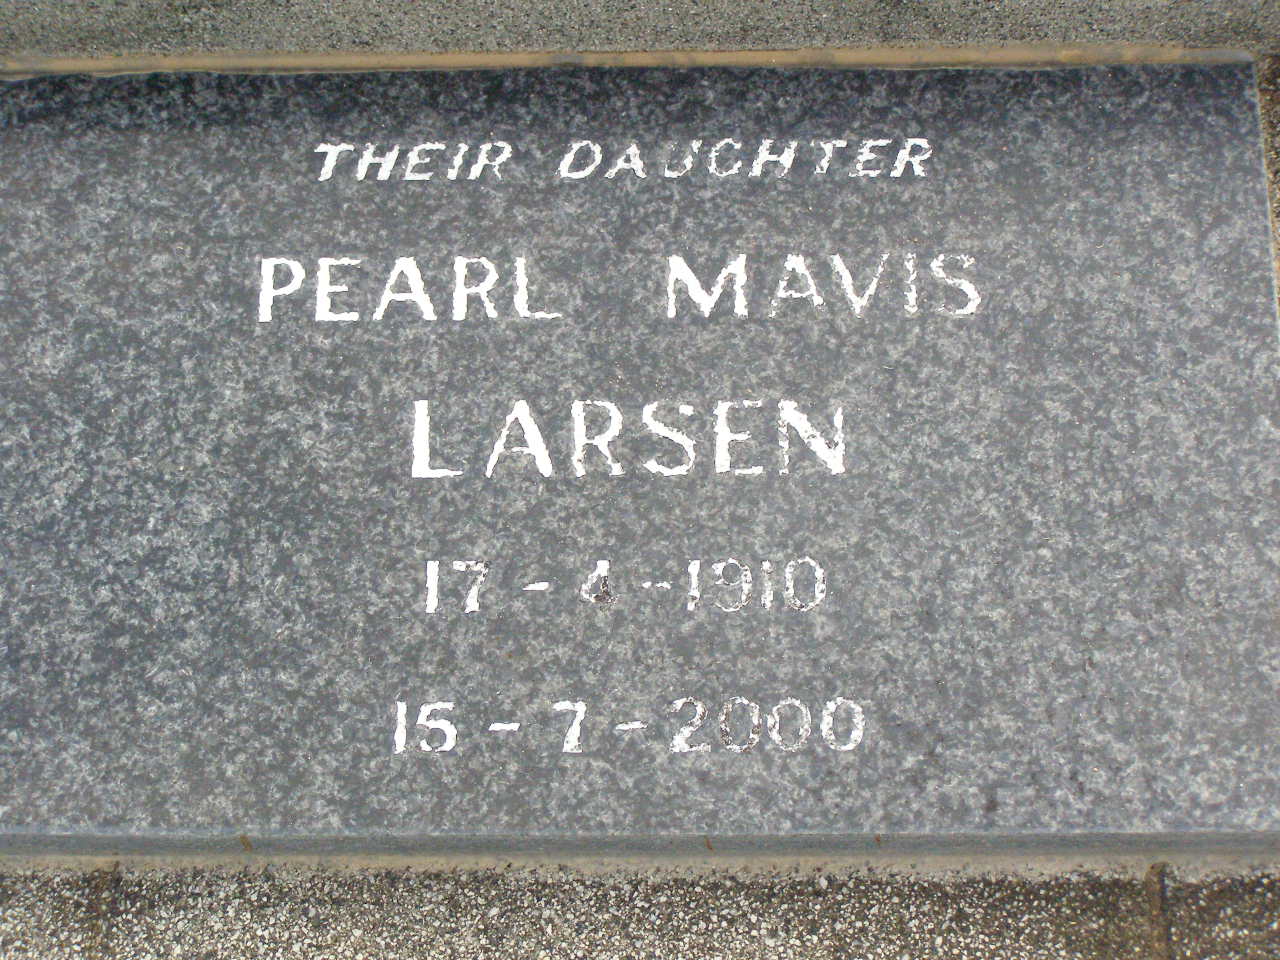 THEIR DAUGHTER
PEARL MAVIS
LARSEN
17-4-1910
15-7-2000